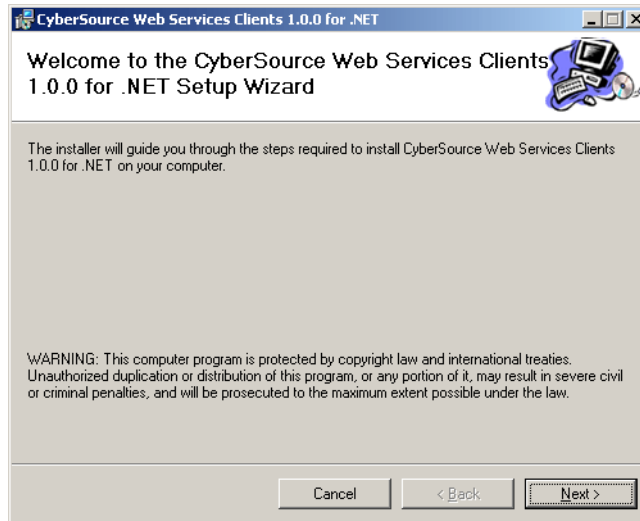 CyberSource Web Services Clients 1.0.0 for .NET
Welcome to the CyberSource Web Services Clients
1.0.0 for .NET Setup Wizard
The installer will guide you through the steps required to install CyberSource Web Services Clients
1.0.0 for .NET on your computer.
WARNING: This computer program is protected by copyright law and international treaties.
Unauthorized duplication or distribution of this program, or any portion of it, may result in severe civil
or criminal penalties, and will be prosecuted to the maximum extent possible under the law.
Cancel < Back Next >